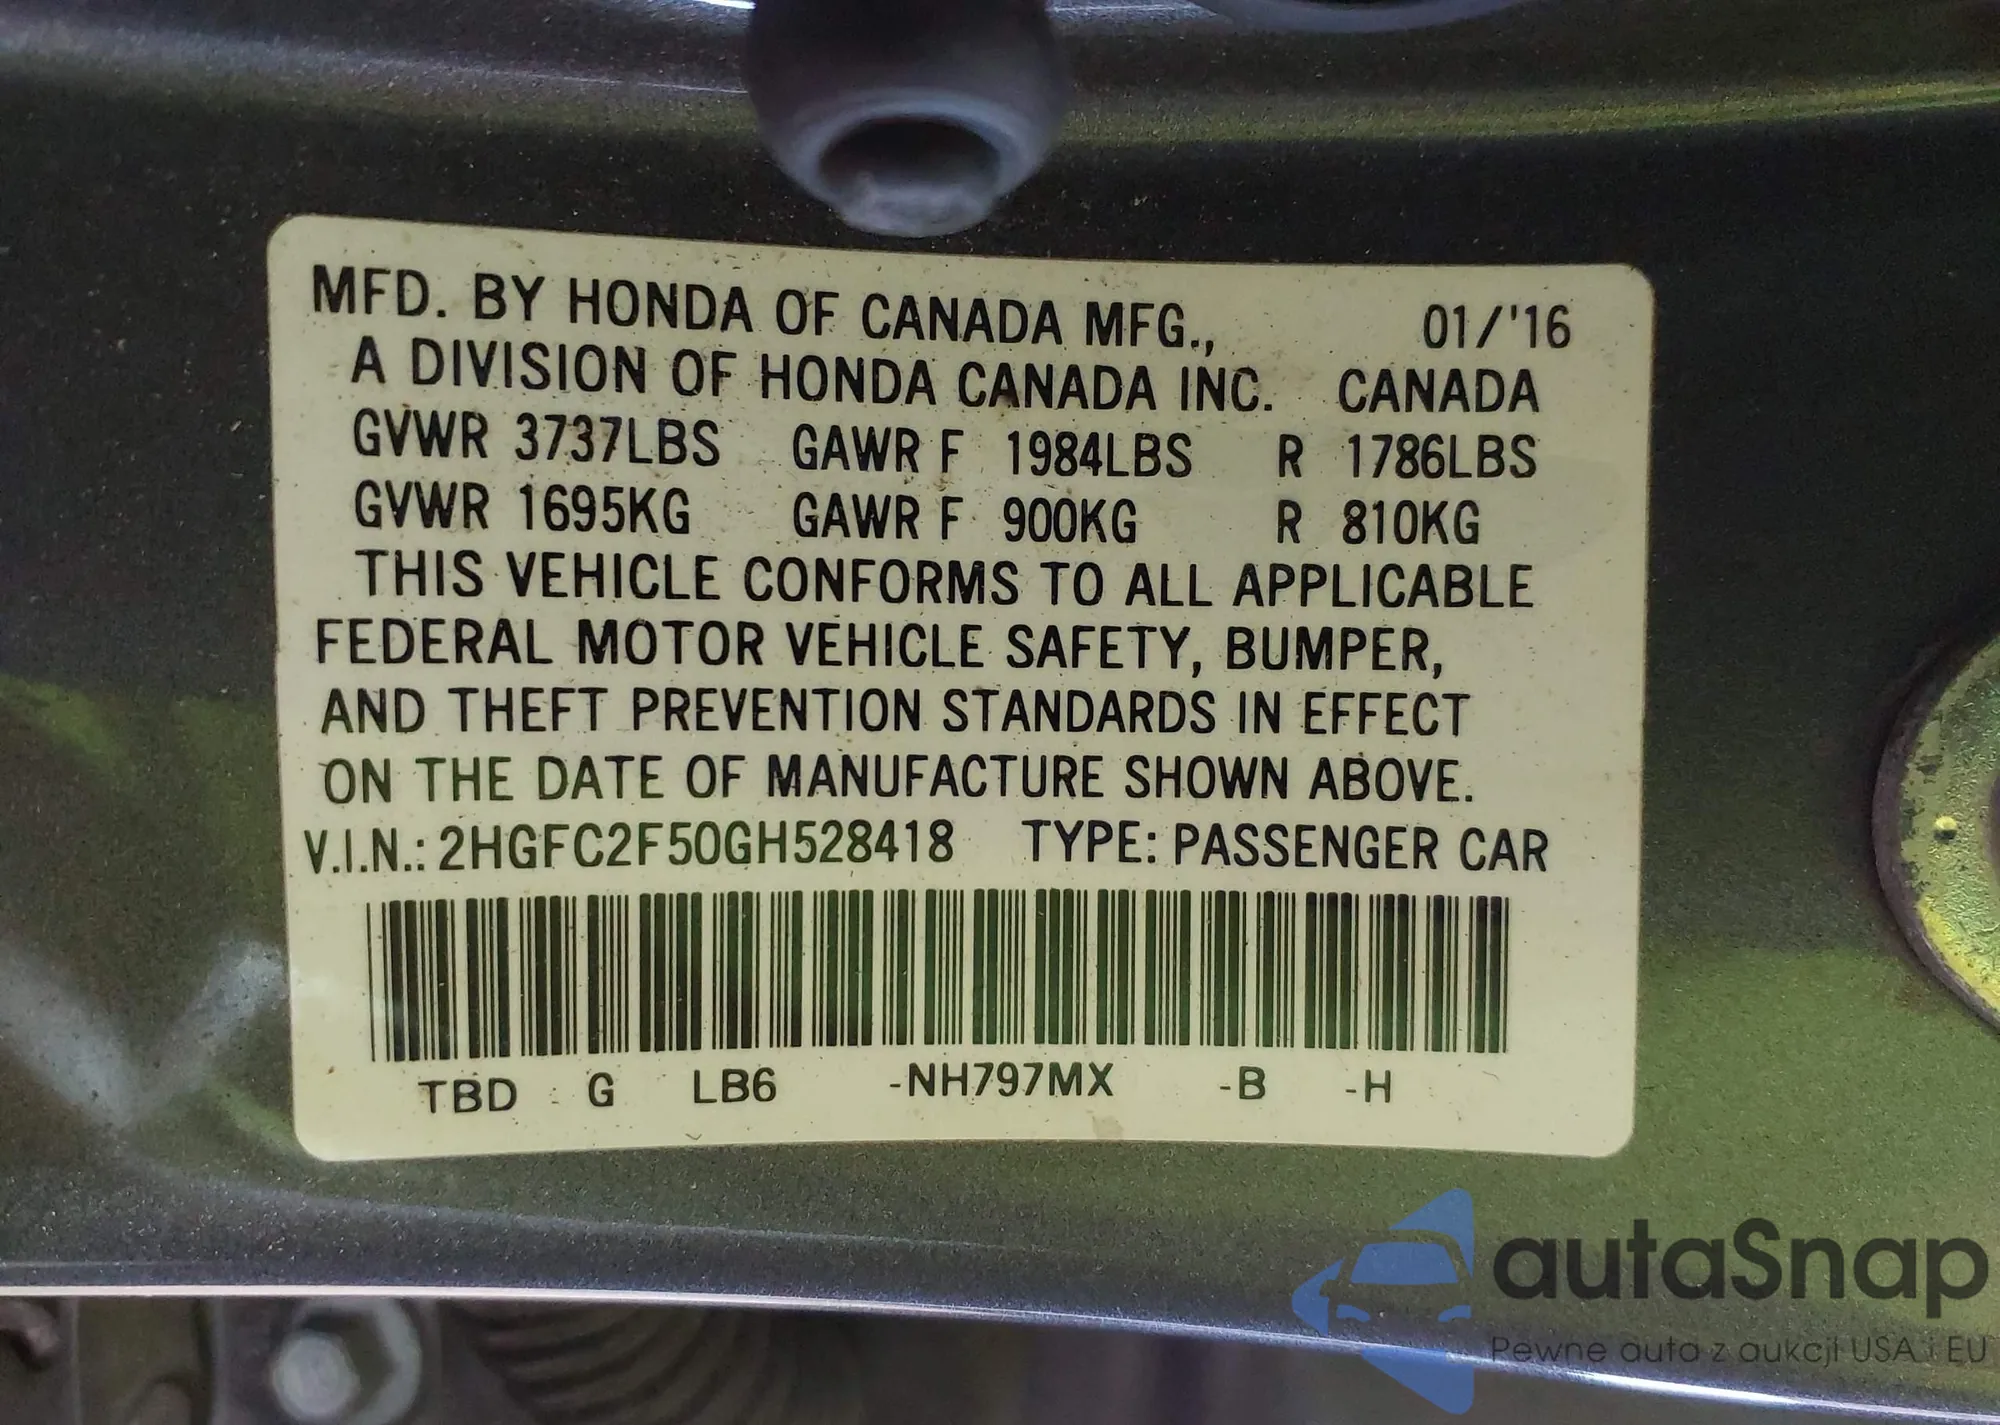 MFD. BY HONDA OF CANADA MFG., 01/'16
A DIVISION OF HONDA CANADA INC. CANADA
GVWR 3737LBS GAWR F 1984LBS R 1786LBS
GVWR 1695KG GAWR F 900KG R 810KG
THIS VEHICLE CONFORMS TO ALL APPLICABLE
FEDERAL MOTOR VEHICLE SAFETY, BUMPER,
AND THEFT PREVENTION STANDARDS IN EFFECT
ON THE DATE OF MANUFACTURE SHOWN ABOVE.
V.I.N.: 2HGFC2F50GH528418 TYPE: PASSENGER CAR
TBD G LB6 -NH797MX -B -H
autaSnap
Pewne auta z aukcji USA i EU